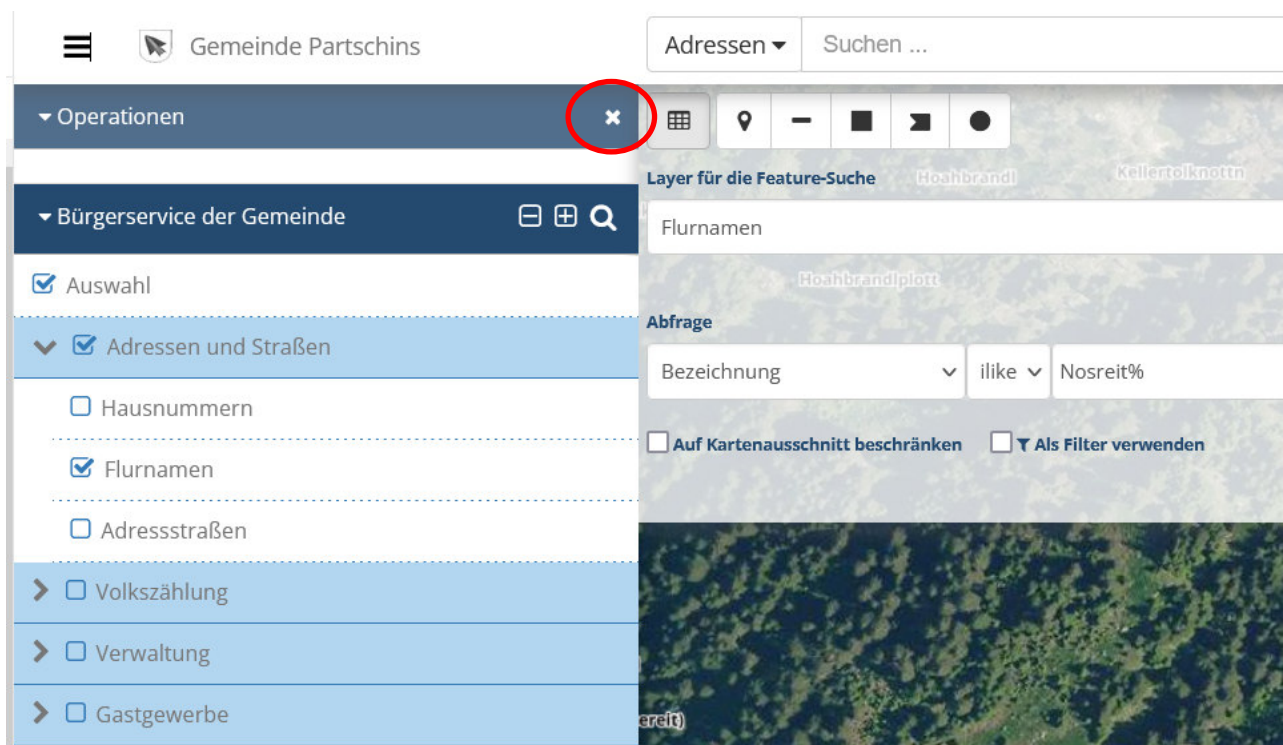 Gemeinde Partschins
Adressen
Suchen ...
Operationen
Bürgerservice der Gemeinde
Auswahl
Adressen und Straßen
Hausnummern
Flurnamen
Adressstraßen
Volkszählung
Verwaltung
Gastgewerbe
Hoahbrandl
Kellertolknottn
Layer für die Feature-Suche
Flurnamen
Hoahbrandlplott
Abfrage
Bezeichnung
ilike
Nosreit%
Auf Kartenausschnitt beschränken
Als Filter verwenden
ereit)